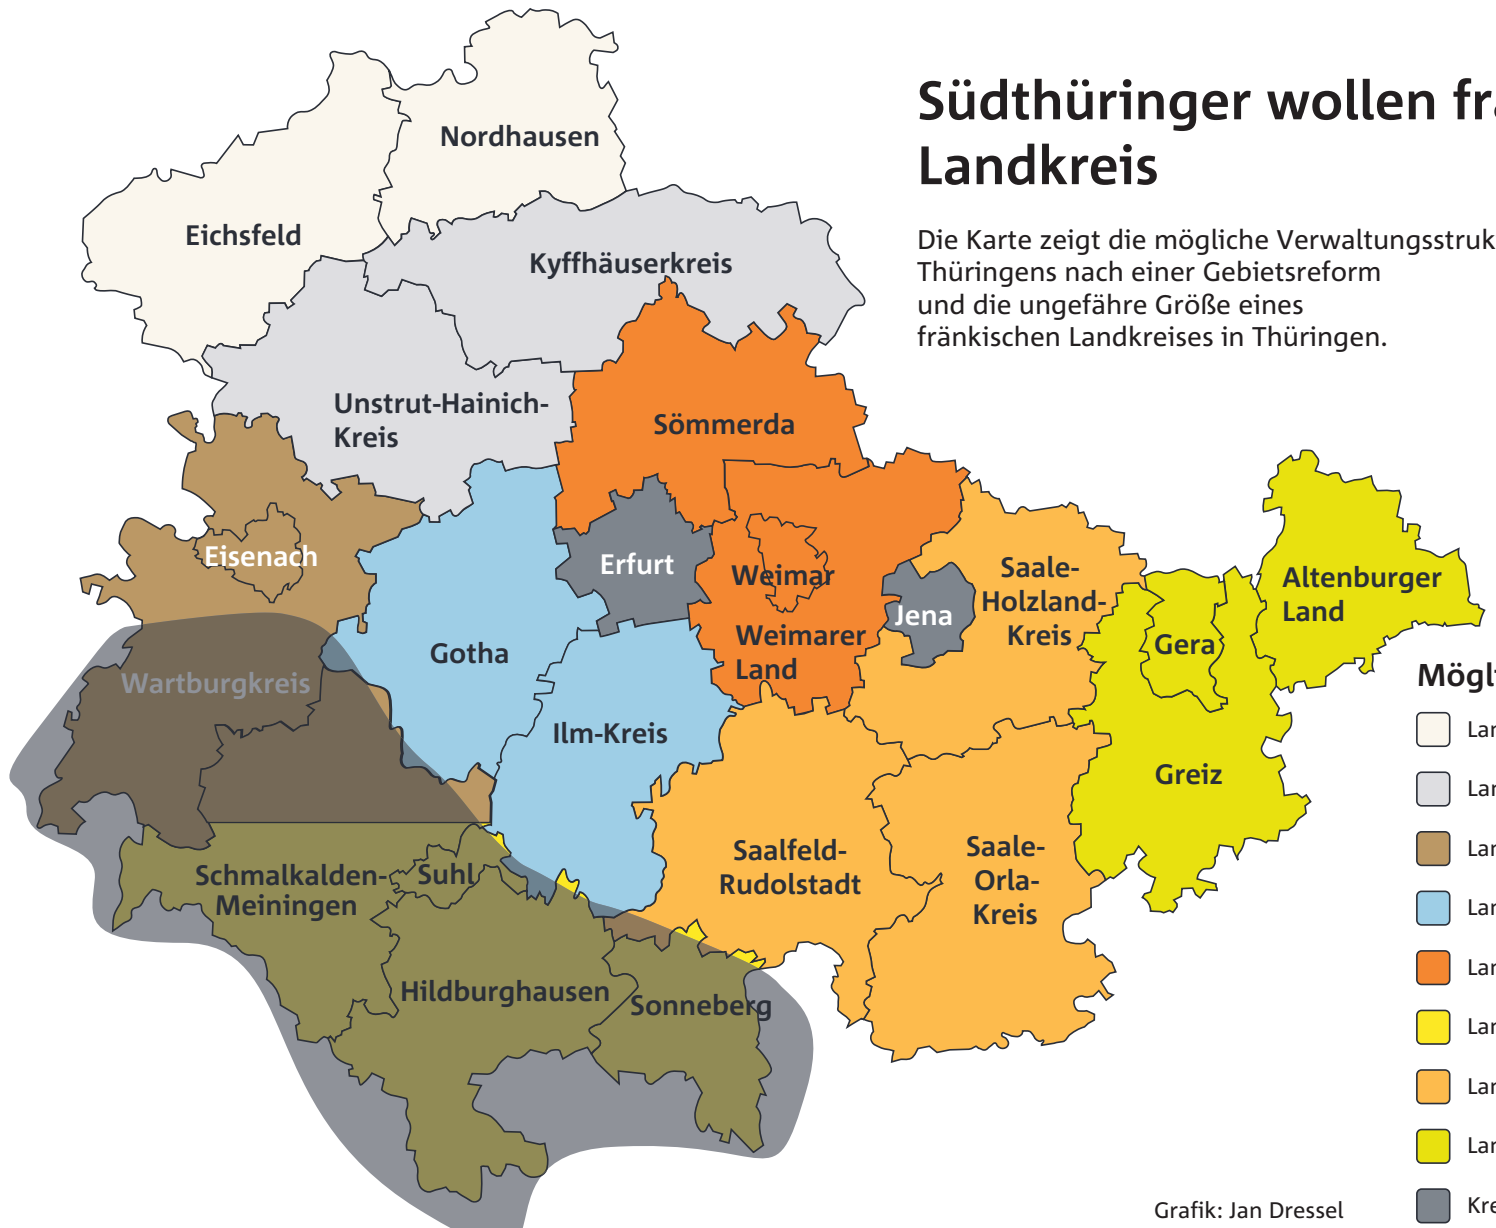 Südthüringer wollen
Landkreis
Die Karte zeigt die mögliche
Thüringens nach einer Gebietsreform
und die ungefähre Größe eines
fränkischen Landkreises in Thüringen.
Nordhausen
Eichsfeld
Kyffhäuserkreis
Unstrut-Hainich-
Kreis
Sömmerda
Eisenach
Erfurt
Weimar
Jena
Saale-
Holzland-
Kreis
Altenburger
Land
Gera
Gotha
Weimarer
Land
Wartburgkreis
Ilm-Kreis
Greiz
Saalfeld-
Rudolstadt
Saale-
Orla-
Kreis
Schmalkalden-
Meiningen
Suhl
Hildburghausen
Sonneberg
Grafik: Jan Dressel